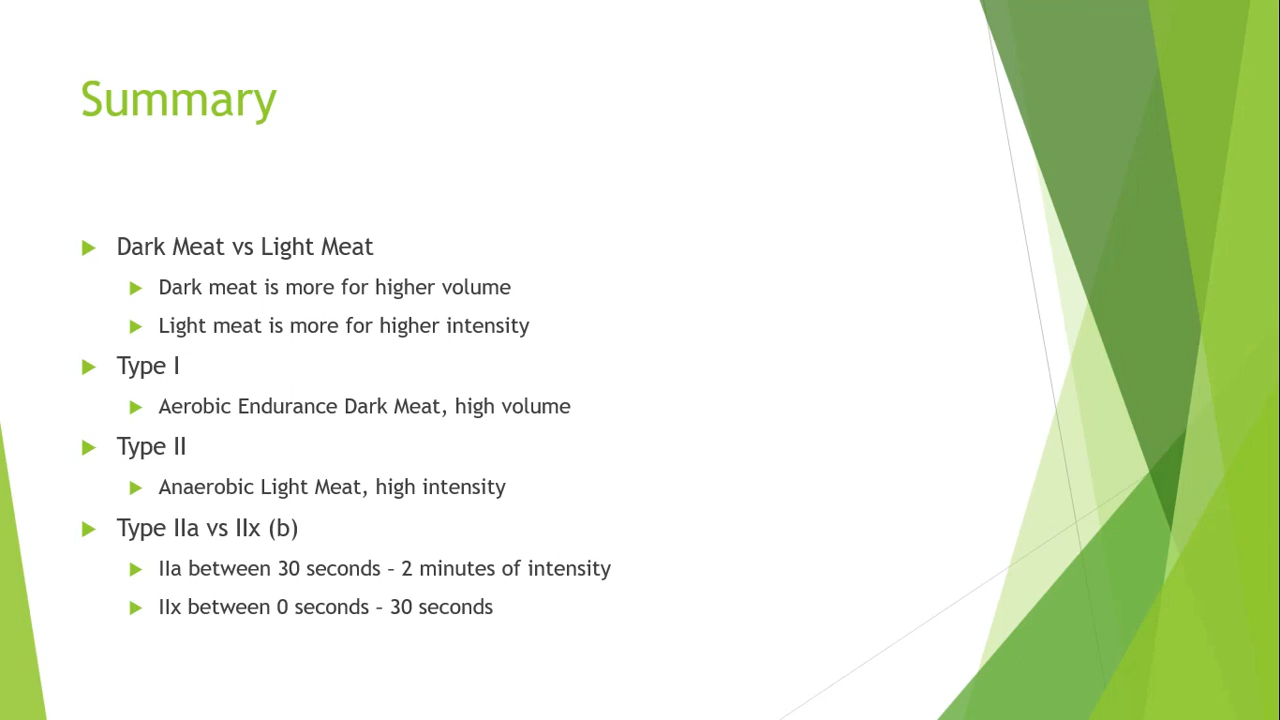 Summary
Dark Meat vs Light Meat
Dark meat is more for higher volume
Light meat is more for higher intensity
Type I
Aerobic Endurance Dark Meat, high volume
Type II
Anaerobic Light Meat, high intensity
Type IIa vs IIx (b)
IIa between 30 seconds – 2 minutes of intensity
IIx between 0 seconds – 30 seconds